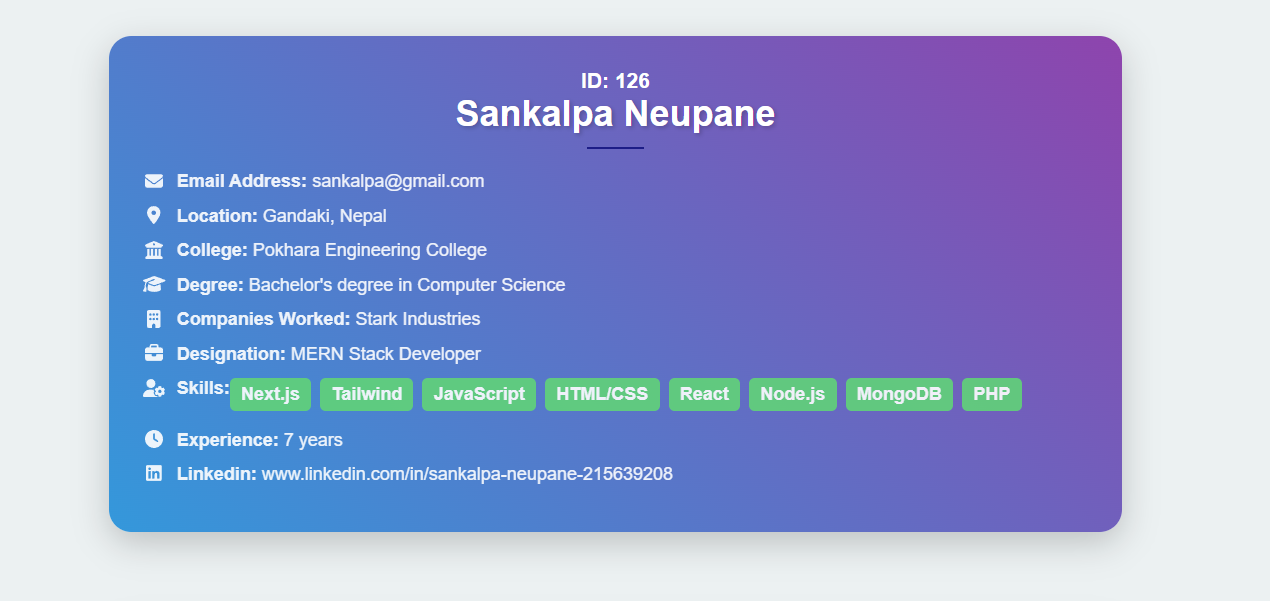 ID: 126
Sankalpa Neupane
Email Address: sankalpa@gmail.com
Location: Gandaki, Nepal
College: Pokhara Engineering College
Degree: Bachelor's degree in Computer Science
Companies Worked: Stark Industries
Designation: MERN Stack Developer
Skills: Next.js Tailwind JavaScript HTML/CSS React Node.js MongoDB PHP
Experience: 7 years
Linkedin: www.linkedin.com/in/sankalpa-neupane-215639208